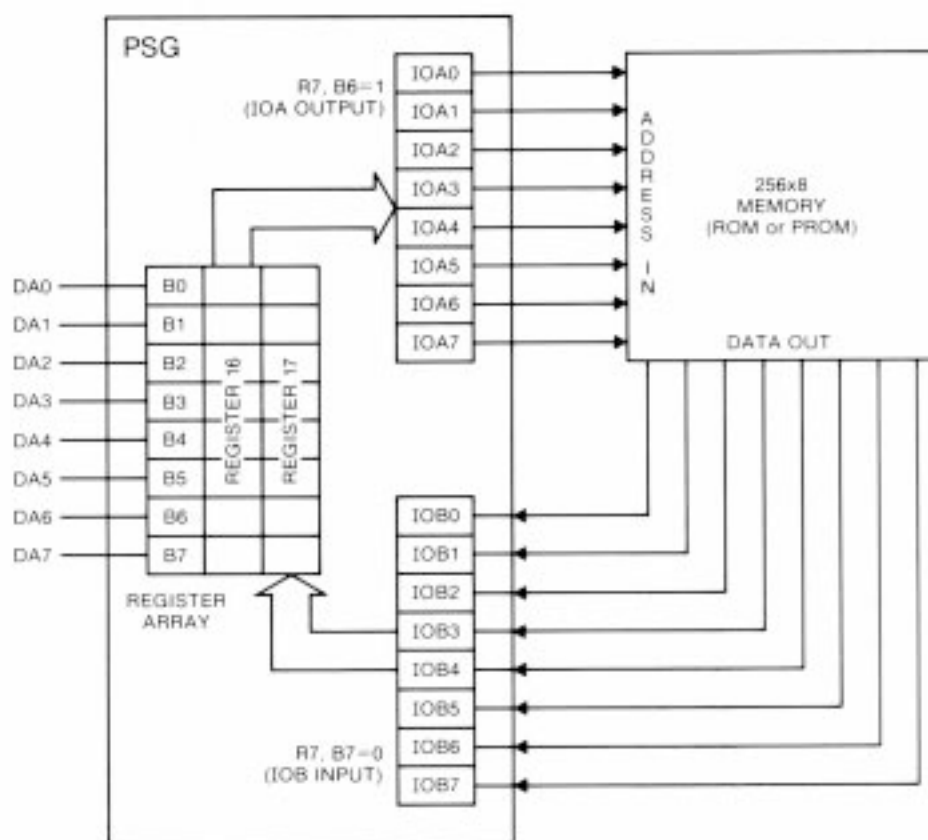 PSG
R7, B6=1
(IOA OUTPUT)
IOA0
IOA1
IOA2
IOA3
IOA4
IOA5
IOA6
IOA7
ADDRESS IN
256x8
MEMORY
(ROM or PROM)
DATA OUT
DA0
DA1
DA2
DA3
DA4
DA5
DA6
DA7
B0
B1
B2
B3
B4
B5
B6
B7
REGISTER 16
REGISTER 17
REGISTER
ARRAY
IOB0
IOB1
IOB2
IOB3
IOB4
IOB5
IOB6
IOB7
R7, B7=0
(IOB INPUT)